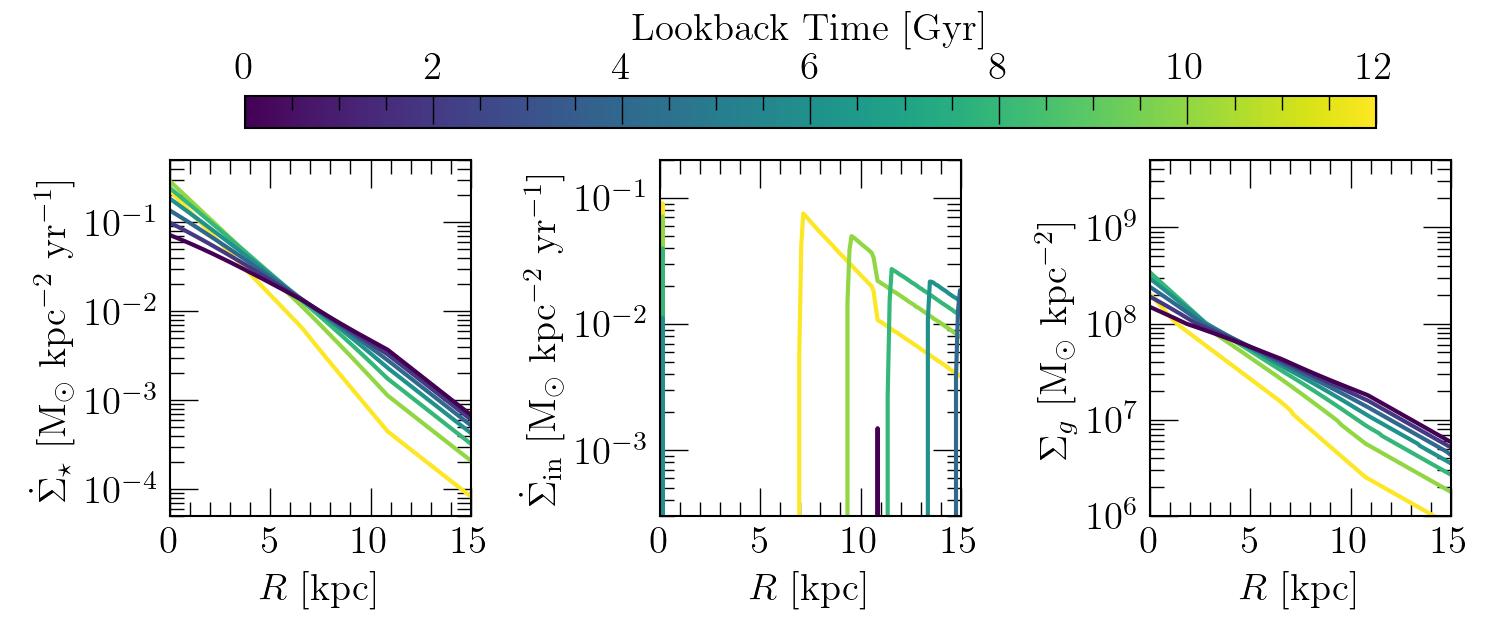 Lookback Time [Gyr]
0 2 4 6 8 10 12
Σ̇⋆ [M⊙ kpc⁻² yr⁻¹]
10⁻¹
10⁻²
10⁻³
10⁻⁴
0 5 10 15
R [kpc]
Σ̇in [M⊙ kpc⁻² yr⁻¹]
10⁻¹
10⁻²
10⁻³
0 5 10 15
R [kpc]
Σg [M⊙ kpc⁻²]
10⁹
10⁸
10⁷
10⁶
0 5 10 15
R [kpc]